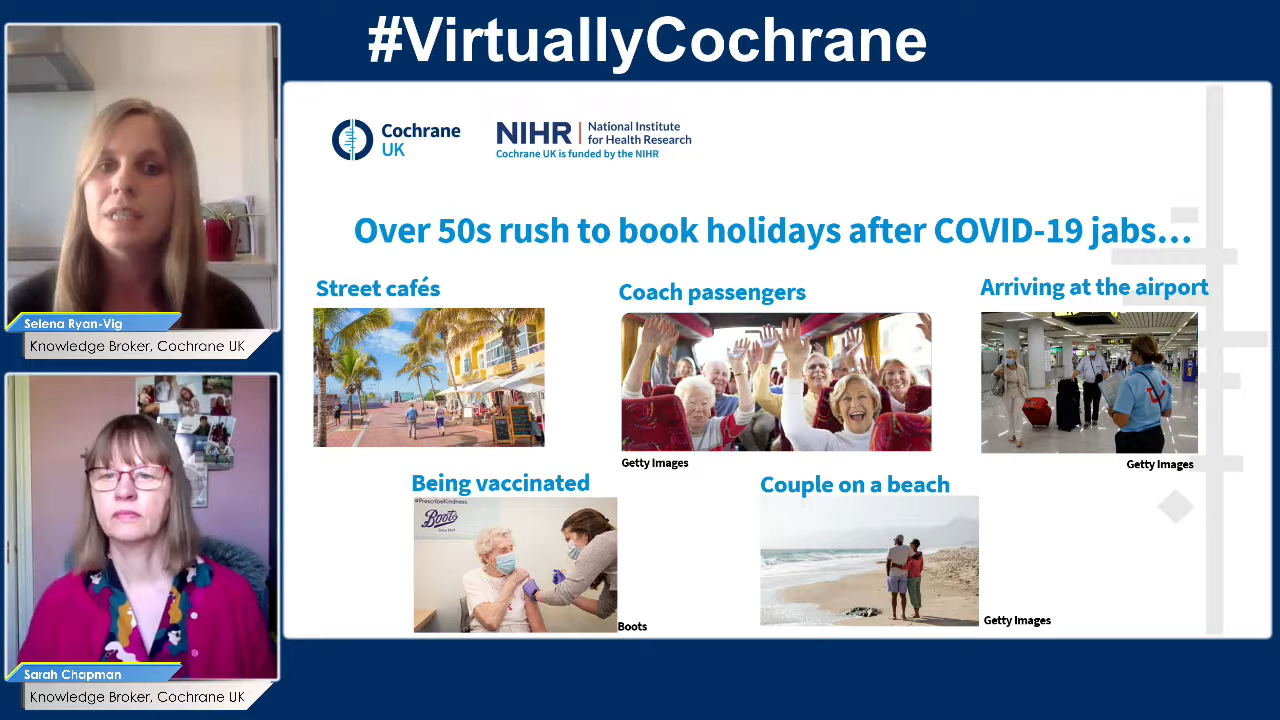 #VirtuallyCochrane
Cochrane
UK
NIHR | National Institute
for Health Research
Cochrane UK is funded by the NIHR
Over 50s rush to book holidays after COVID-19 jabs…
Street cafés
Coach passengers
Arriving at the airport
Getty Images
Getty Images
Being vaccinated
Couple on a beach
#PrescribeKindness
Boots
Boots
Getty Images
Selena Ryan-Vig
Knowledge Broker, Cochrane UK
Sarah Chapman
Knowledge Broker, Cochrane UK